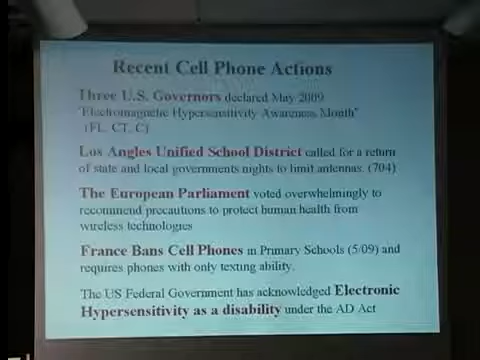 Recent Cell Phone Actions
Three U.S. Governors declared May 2009
"Electromagnetic Hypersensitivity Awareness Month"
(FL, CT, C)
Los Angles Unified School District called for a return
of state and local governments rights to limit antennas. (704)
The European Parliament voted overwhelmingly to
recommend precautions to protect human health from
wireless technologies
France Bans Cell Phones in Primary Schools (5/09) and
requires phones with only texting ability.
The US Federal Government has acknowledged Electronic
Hypersensitivity as a disability under the AD Act